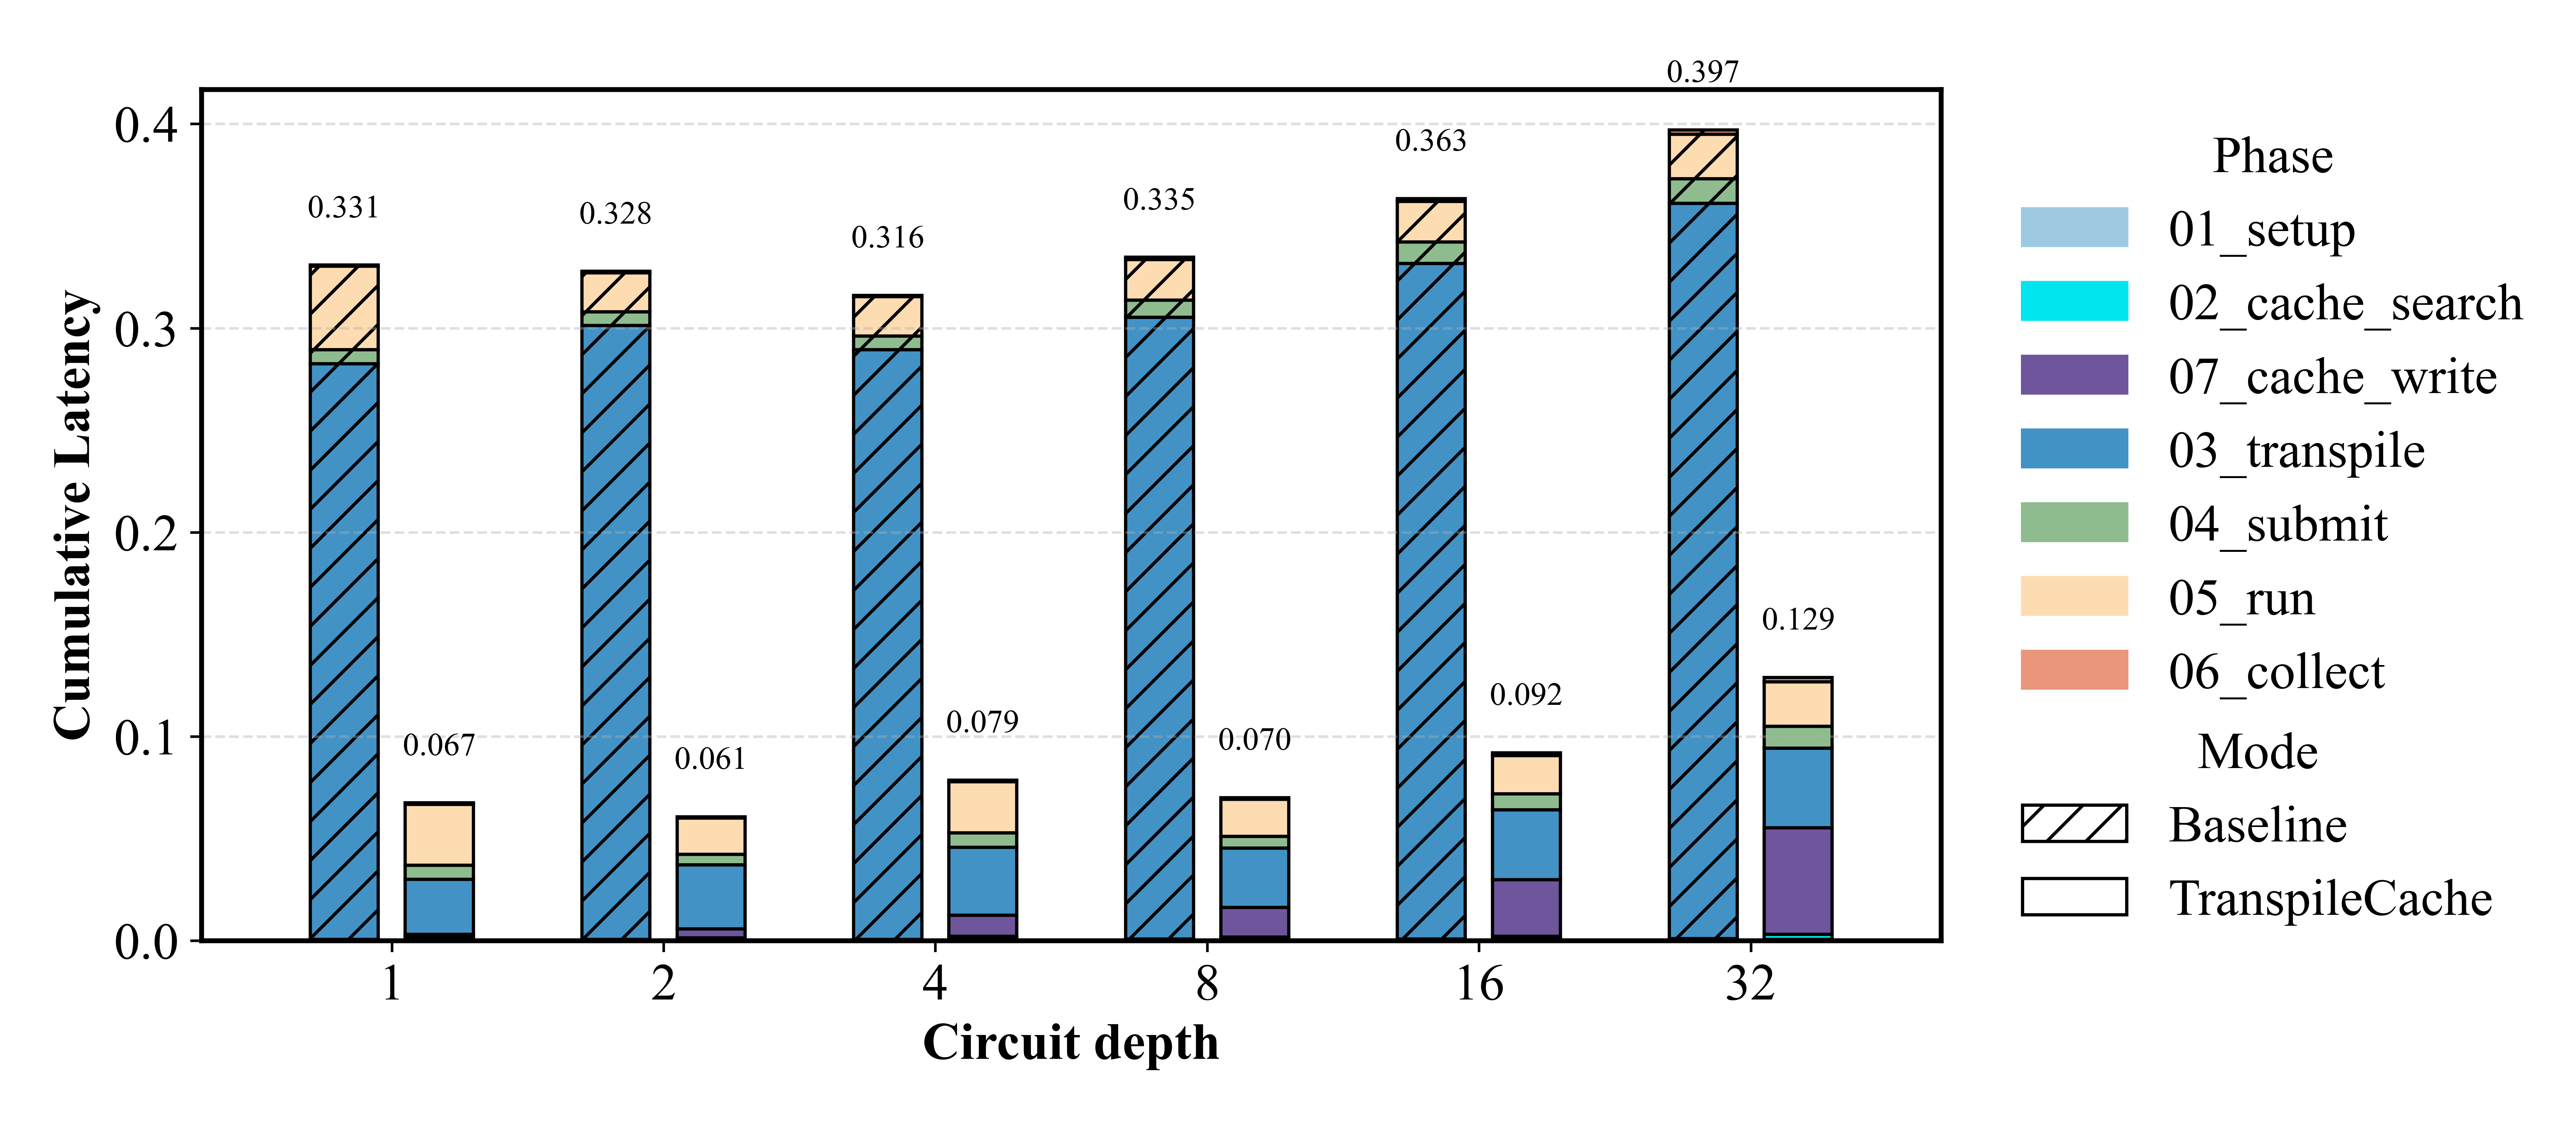 0.397
0.363
0.331
0.328
0.316
0.335
0.129
0.092
0.079
0.070
0.067
0.061
0.4
0.3
0.2
0.1
0.0
Cumulative Latency
1 2 4 8 16 32
Circuit depth
Phase
01_setup
02_cache_search
07_cache_write
03_transpile
04_submit
05_run
06_collect
Mode
Baseline
TranspileCache